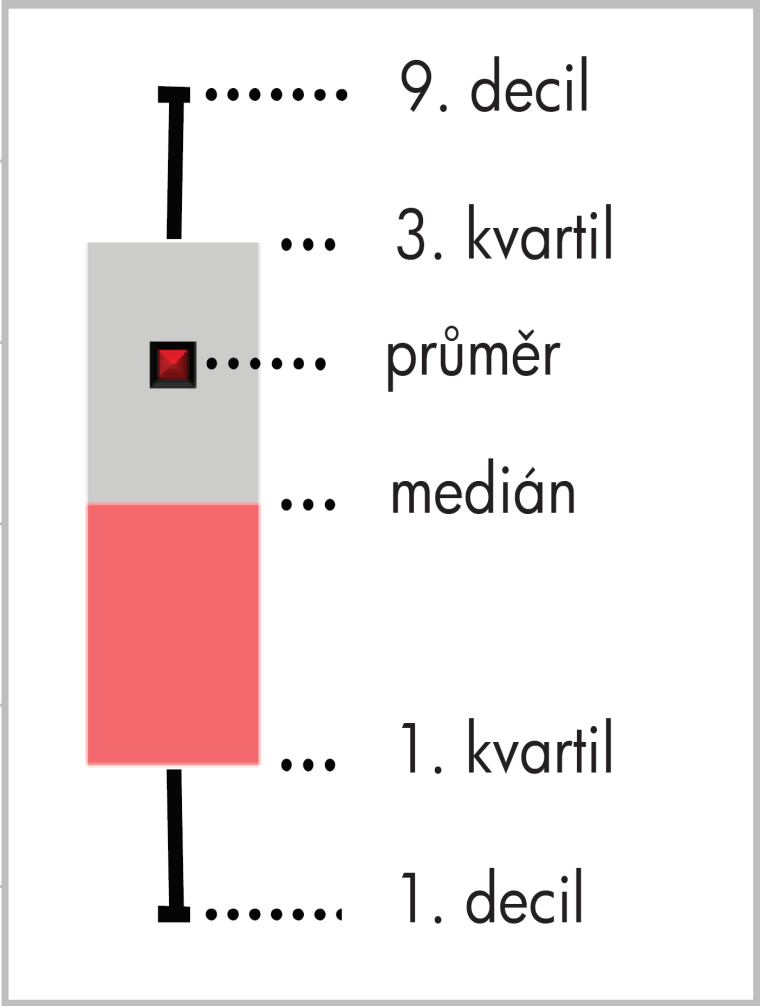 9. decil
3. kvartil
průměr
medián
1. kvartil
1. decil